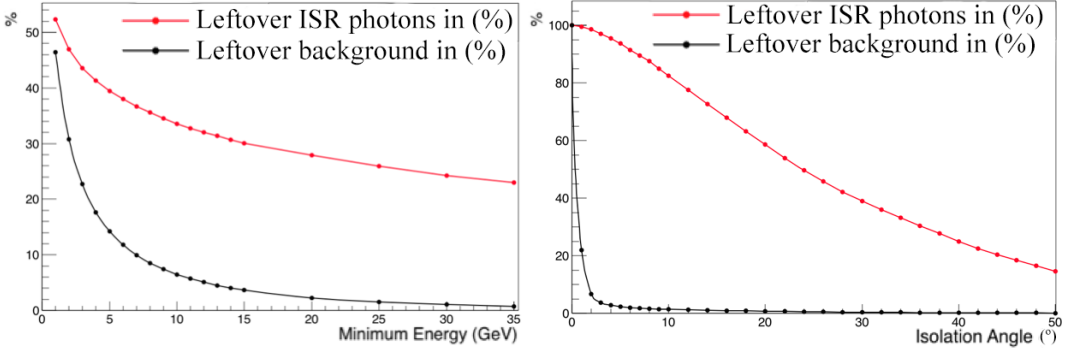 %
Leftover ISR photons in (%)
Leftover background in (%)
50
40
30
20
10
0
0 5 10 15 20 25 30 35
Minimum Energy (GeV)
%
Leftover ISR photons in (%)
Leftover background in (%)
100
80
60
40
20
0
0 10 20 30 40 50
Isolation Angle (°)